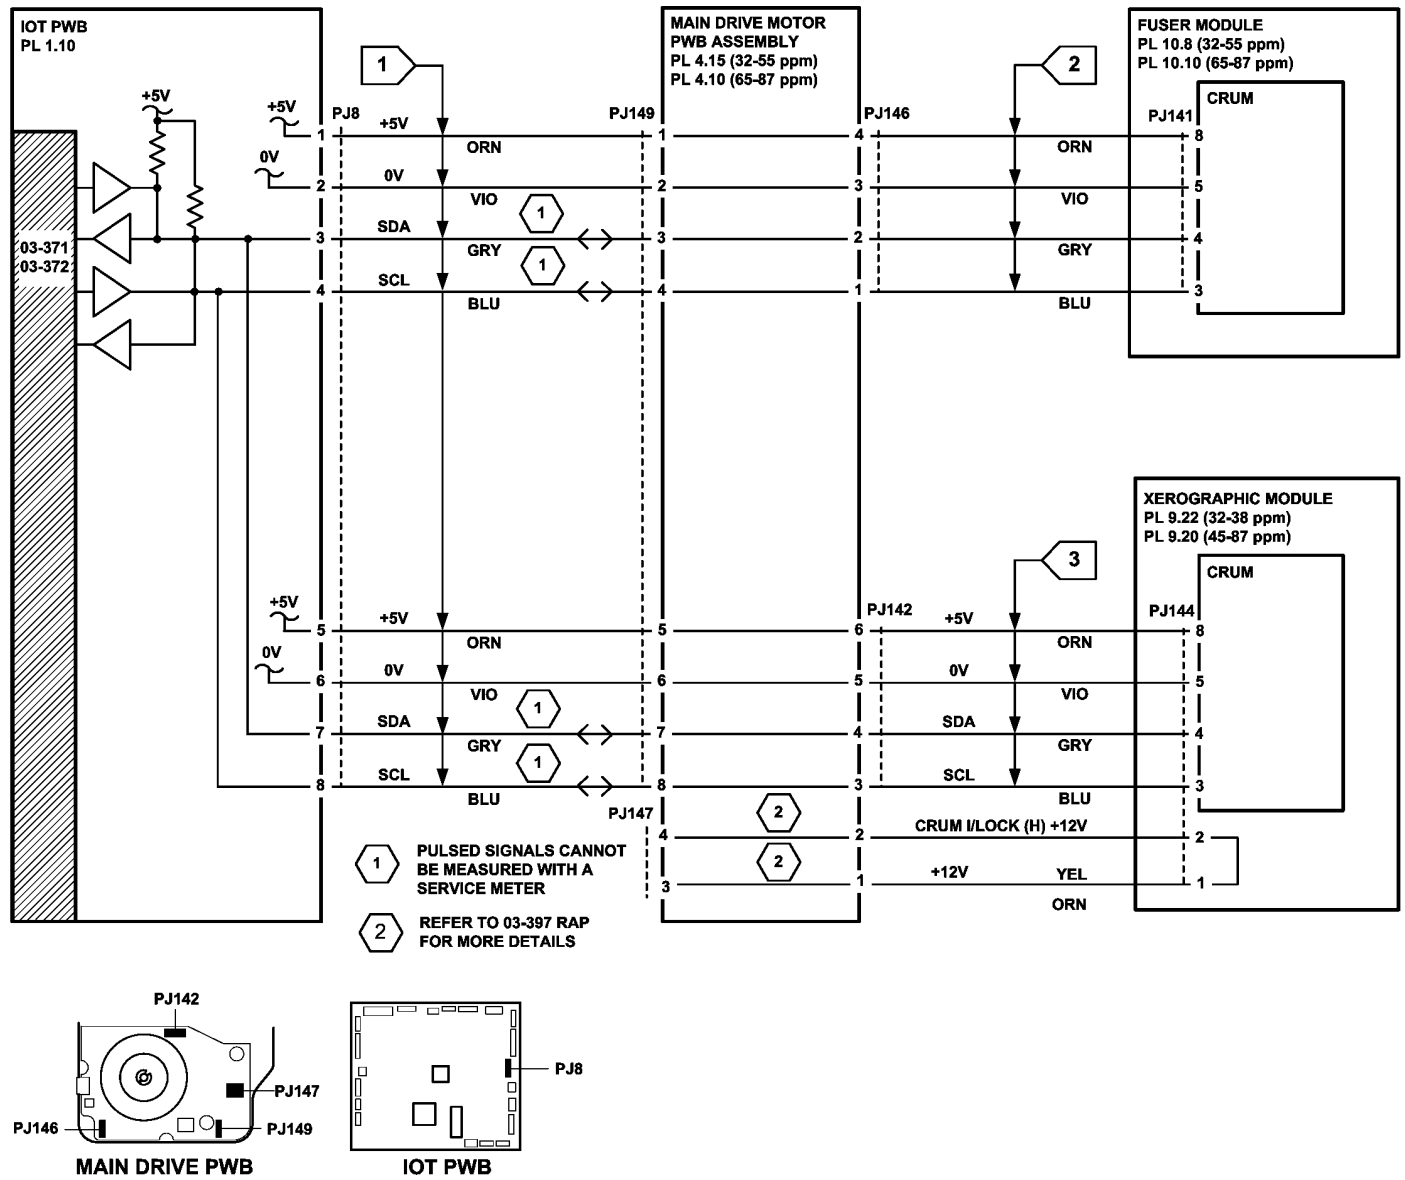 IOT PWB
PL 1.10
+5V
03-371
03-372
+5V
0V
PJ8
1
+5V
ORN
2
0V
VIO
3
SDA
GRY
4
SCL
BLU
1
1
1
PJ149
1
2
3
4
MAIN DRIVE MOTOR
PWB ASSEMBLY
PL 4.15 (32-55 ppm)
PL 4.10 (65-87 ppm)
PJ146
4
3
2
1
2
ORN
VIO
GRY
BLU
FUSER MODULE
PL 10.8 (32-55 ppm)
PL 10.10 (65-87 ppm)
CRUM
PJ141
8
5
4
3
+5V
0V
5
+5V
ORN
6
0V
VIO
7
SDA
GRY
8
SCL
BLU
1
1
5
6
7
8
PJ147
4
3
2
2
PJ142
6
5
4
3
2
1
3
+5V
ORN
0V
VIO
SDA
GRY
SCL
BLU
CRUM I/LOCK (H) +12V
+12V
YEL
ORN
XEROGRAPHIC MODULE
PL 9.22 (32-38 ppm)
PL 9.20 (45-87 ppm)
CRUM
PJ144
8
5
4
3
2
1
1
PULSED SIGNALS CANNOT
BE MEASURED WITH A
SERVICE METER
2
REFER TO 03-397 RAP
FOR MORE DETAILS
PJ142
PJ147
PJ146
PJ149
MAIN DRIVE PWB
PJ8
IOT PWB